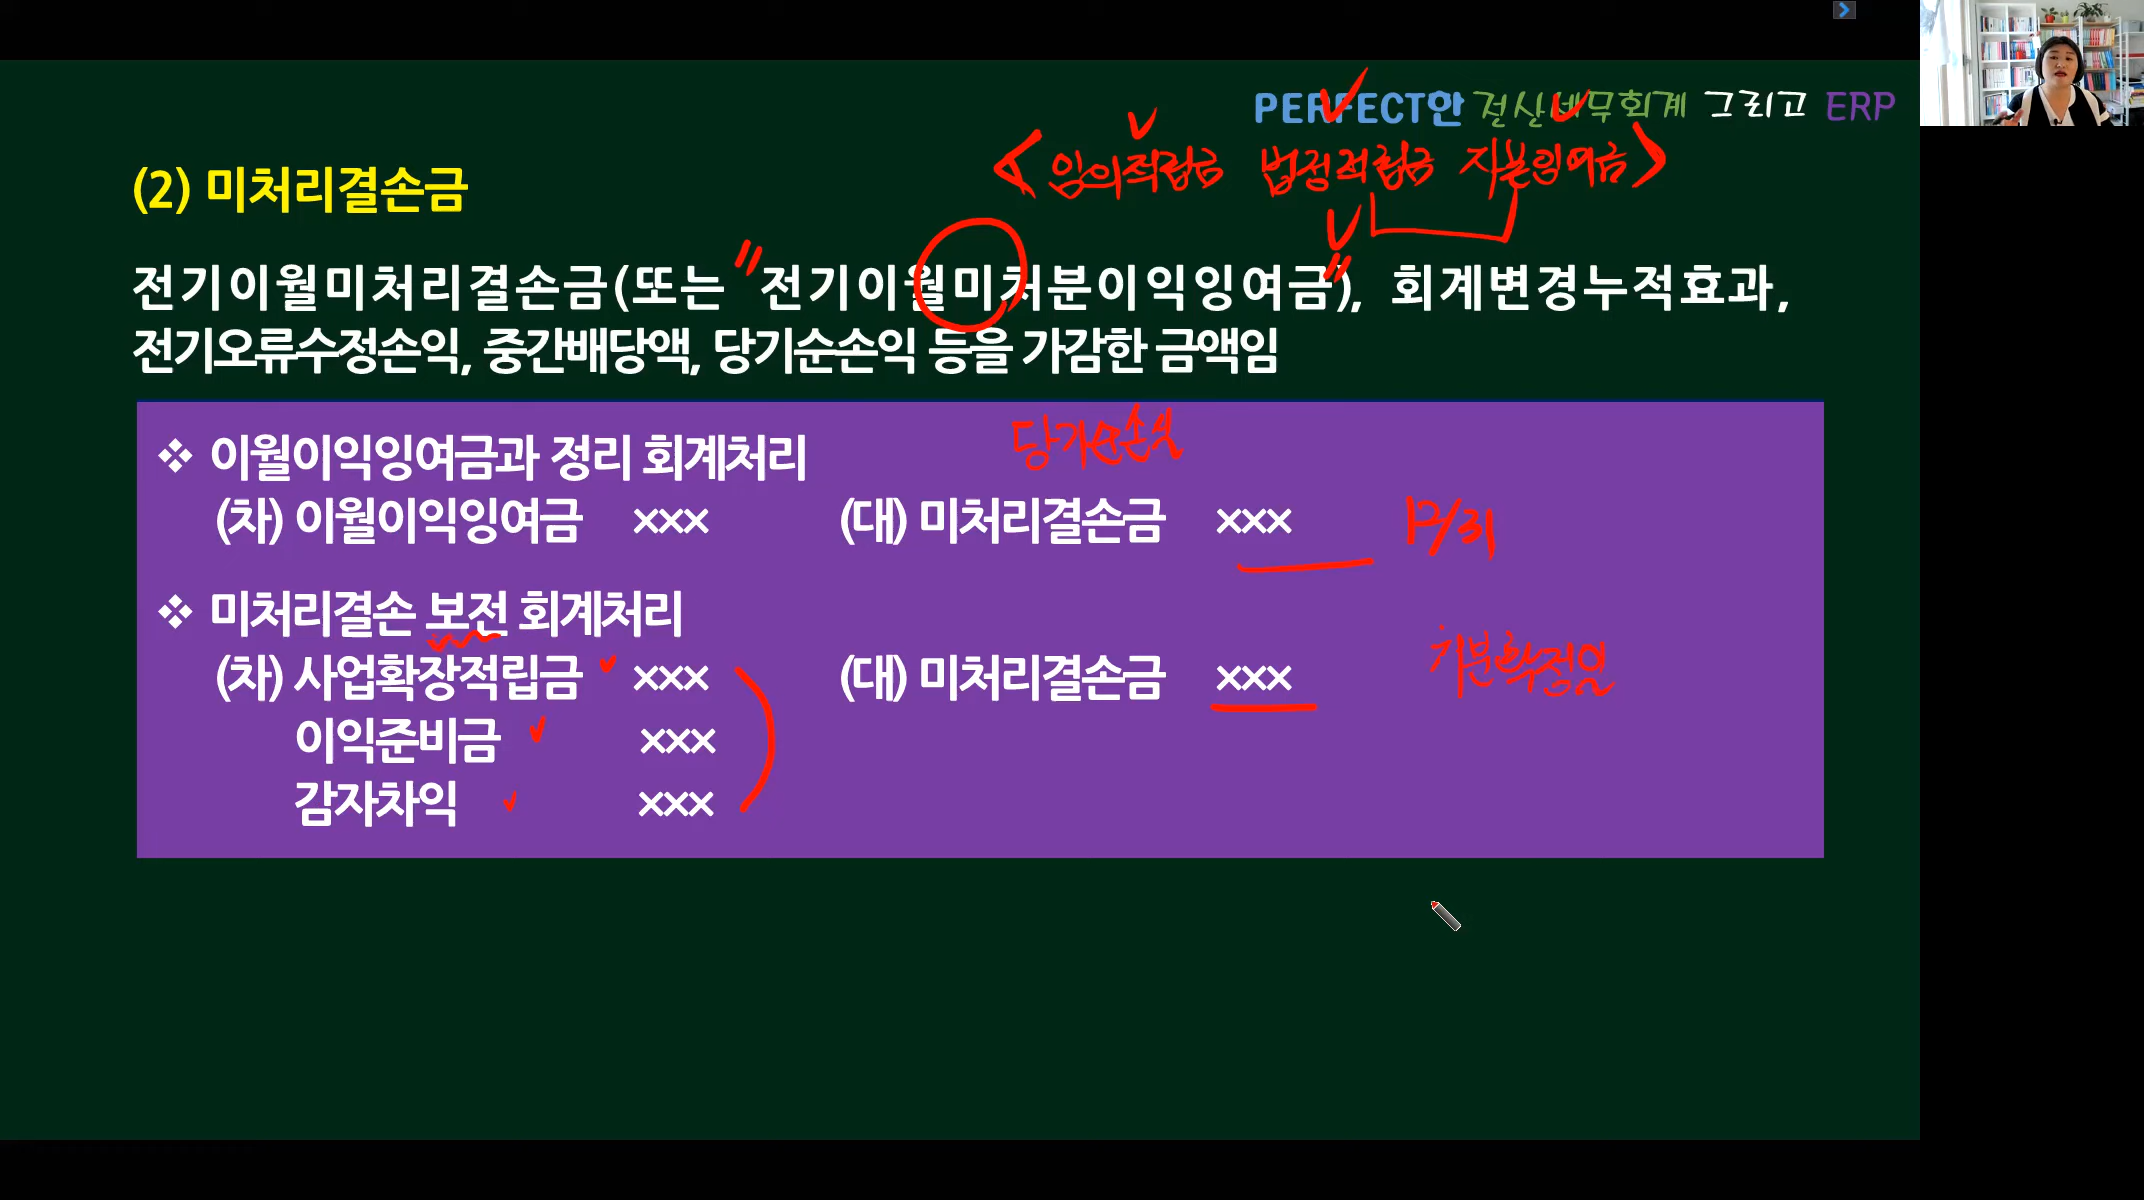 PERFECT한 전산세무회계 그리고 ERP
<임의적립금 법정적립금 자본잉여금>
(2) 미처리결손금
전기이월미처리결손금(또는 "전기이월미처분이익잉여금"), 회계변경누적효과,
전기오류수정손익, 중간배당액, 당기순손익 등을 가감한 금액임
당기순손실
❖ 이월이익잉여금과 정리 회계처리
(차) 이월이익잉여금 ××× (대) 미처리결손금 ××× 12/31
❖ 미처리결손 보전 회계처리
(차) 사업확장적립금 ××× (대) 미처리결손금 ××× 처분확정일
이익준비금 ×××
감자차익 ×××